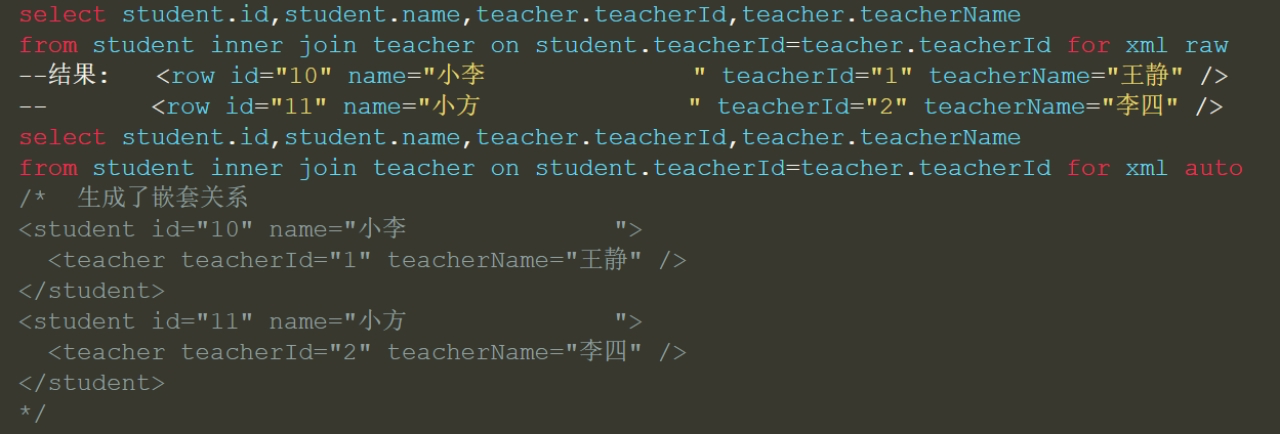 select student.id,student.name,teacher.teacherId,teacher.teacherName
from student inner join teacher on student.teacherId=teacher.teacherId for xml raw
--结果:   <row id="10" name="小李              " teacherId="1" teacherName="王静" />
--       <row id="11" name="小方              " teacherId="2" teacherName="李四" />
select student.id,student.name,teacher.teacherId,teacher.teacherName
from student inner join teacher on student.teacherId=teacher.teacherId for xml auto
/*  生成了嵌套关系
<student id="10" name="小李              ">
  <teacher teacherId="1" teacherName="王静" />
</student>
<student id="11" name="小方              ">
  <teacher teacherId="2" teacherName="李四" />
</student>
*/